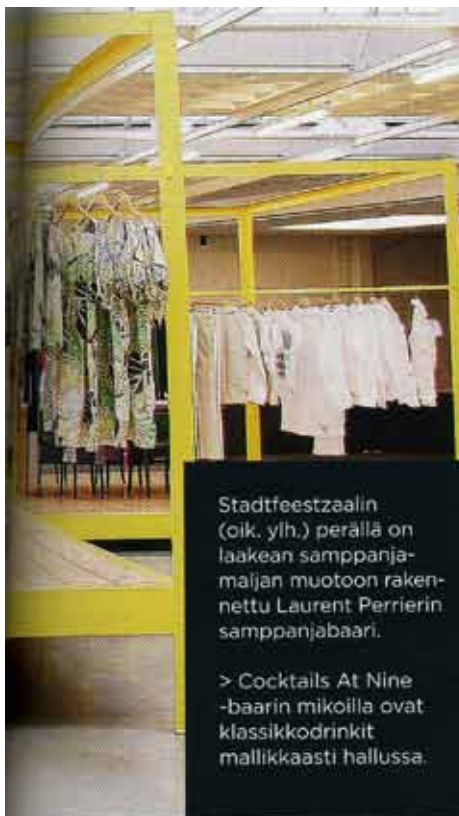 Stadtfeestzaalin
(oik. ylh.) perällä on
laakean samppanja-
maljan muotoon raken-
nettu Laurent Perrierin
samppanjabaari.

> Cocktails At Nine
-baarin mikoilla ovat
klassikkodrinkit
mallikkaasti hallussa.